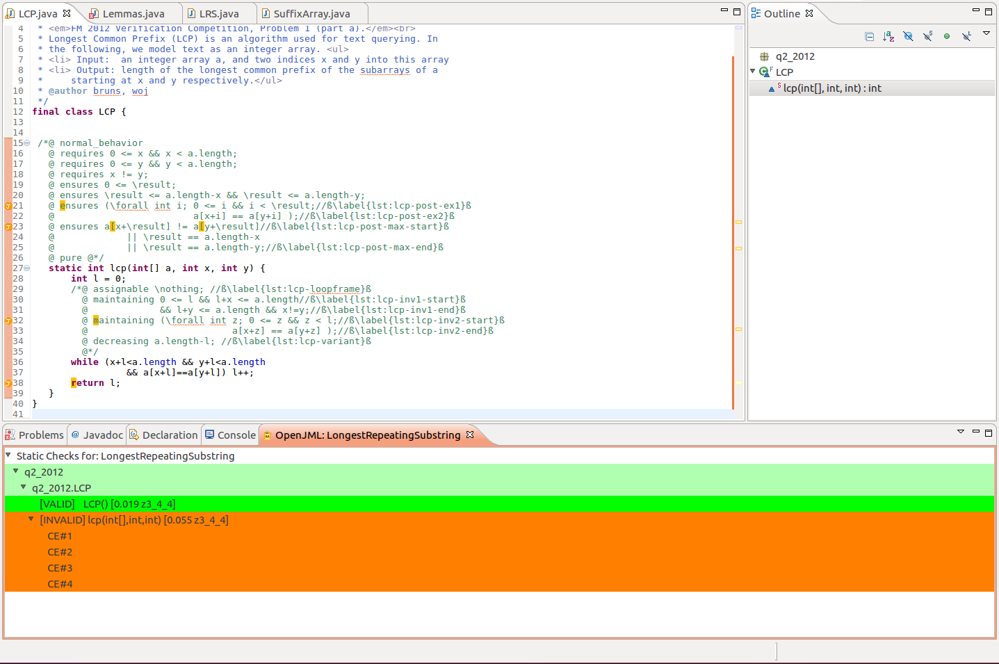 LCP.java
Lemmas.java
LRS.java
SuffixArray.java
4 * <em>FM 2012 Verification Competition, Problem 1 (part a).</em><br>
5 * Longest Common Prefix (LCP) is an algorithm used for text querying. In
6 * the following, we model text as an integer array. <ul>
7 * <li> Input:  an integer array a, and two indices x and y into this array
8 * <li> Output: length of the longest common prefix of the subarrays of a
9 *     starting at x and y respectively.</ul>
10 * @author bruns, woj
11 */
12 final class LCP {
13
14
15 /*@ normal_behavior
16 @ requires 0 <= x && x < a.length;
17 @ requires 0 <= y && y < a.length;
18 @ requires x != y;
19 @ ensures 0 <= \result;
20 @ ensures \result <= a.length-x && \result <= a.length-y;
21 @ ensures (\forall int i; 0 <= i && i < \result;//ß\label{lst:lcp-post-ex1}ß
22 @                         a[x+i] == a[y+i] );//ß\label{lst:lcp-post-ex2}ß
23 @ ensures a[x+\result] != a[y+\result]//ß\label{lst:lcp-post-max-start}ß
24 @             || \result == a.length-x
25 @             || \result == a.length-y;//ß\label{lst:lcp-post-max-end}ß
26 @ pure @*/
27 static int lcp(int[] a, int x, int y) {
28 int l = 0;
29 /*@ assignable \nothing; //ß\label{lst:lcp-loopframe}ß
30 @ maintaining 0 <= l && l+x <= a.length//ß\label{lst:lcp-inv1-start}ß
31 @             && l+y <= a.length && x!=y;//ß\label{lst:lcp-inv1-end}ß
32 @ maintaining (\forall int z; 0 <= z && z < l;//ß\label{lst:lcp-inv2-start}ß
33 @                          a[x+z] == a[y+z] );//ß\label{lst:lcp-inv2-end}ß
34 @ decreasing a.length-l; //ß\label{lst:lcp-variant}ß
35 @*/
36 while (x+l<a.length && y+l<a.length
37 && a[x+l]==a[y+l]) l++;
38 return l;
39 }
40 }
41
Outline
q2_2012
LCP
lcp(int[], int, int) : int
Problems
@ Javadoc
Declaration
Console
OpenJML: LongestRepeatingSubstring
Static Checks for: LongestRepeatingSubstring
q2_2012
q2_2012.LCP
[VALID]   LCP() [0.019 z3_4_4]
[INVALID] lcp(int[],int,int) [0.055 z3_4_4]
CE#1
CE#2
CE#3
CE#4